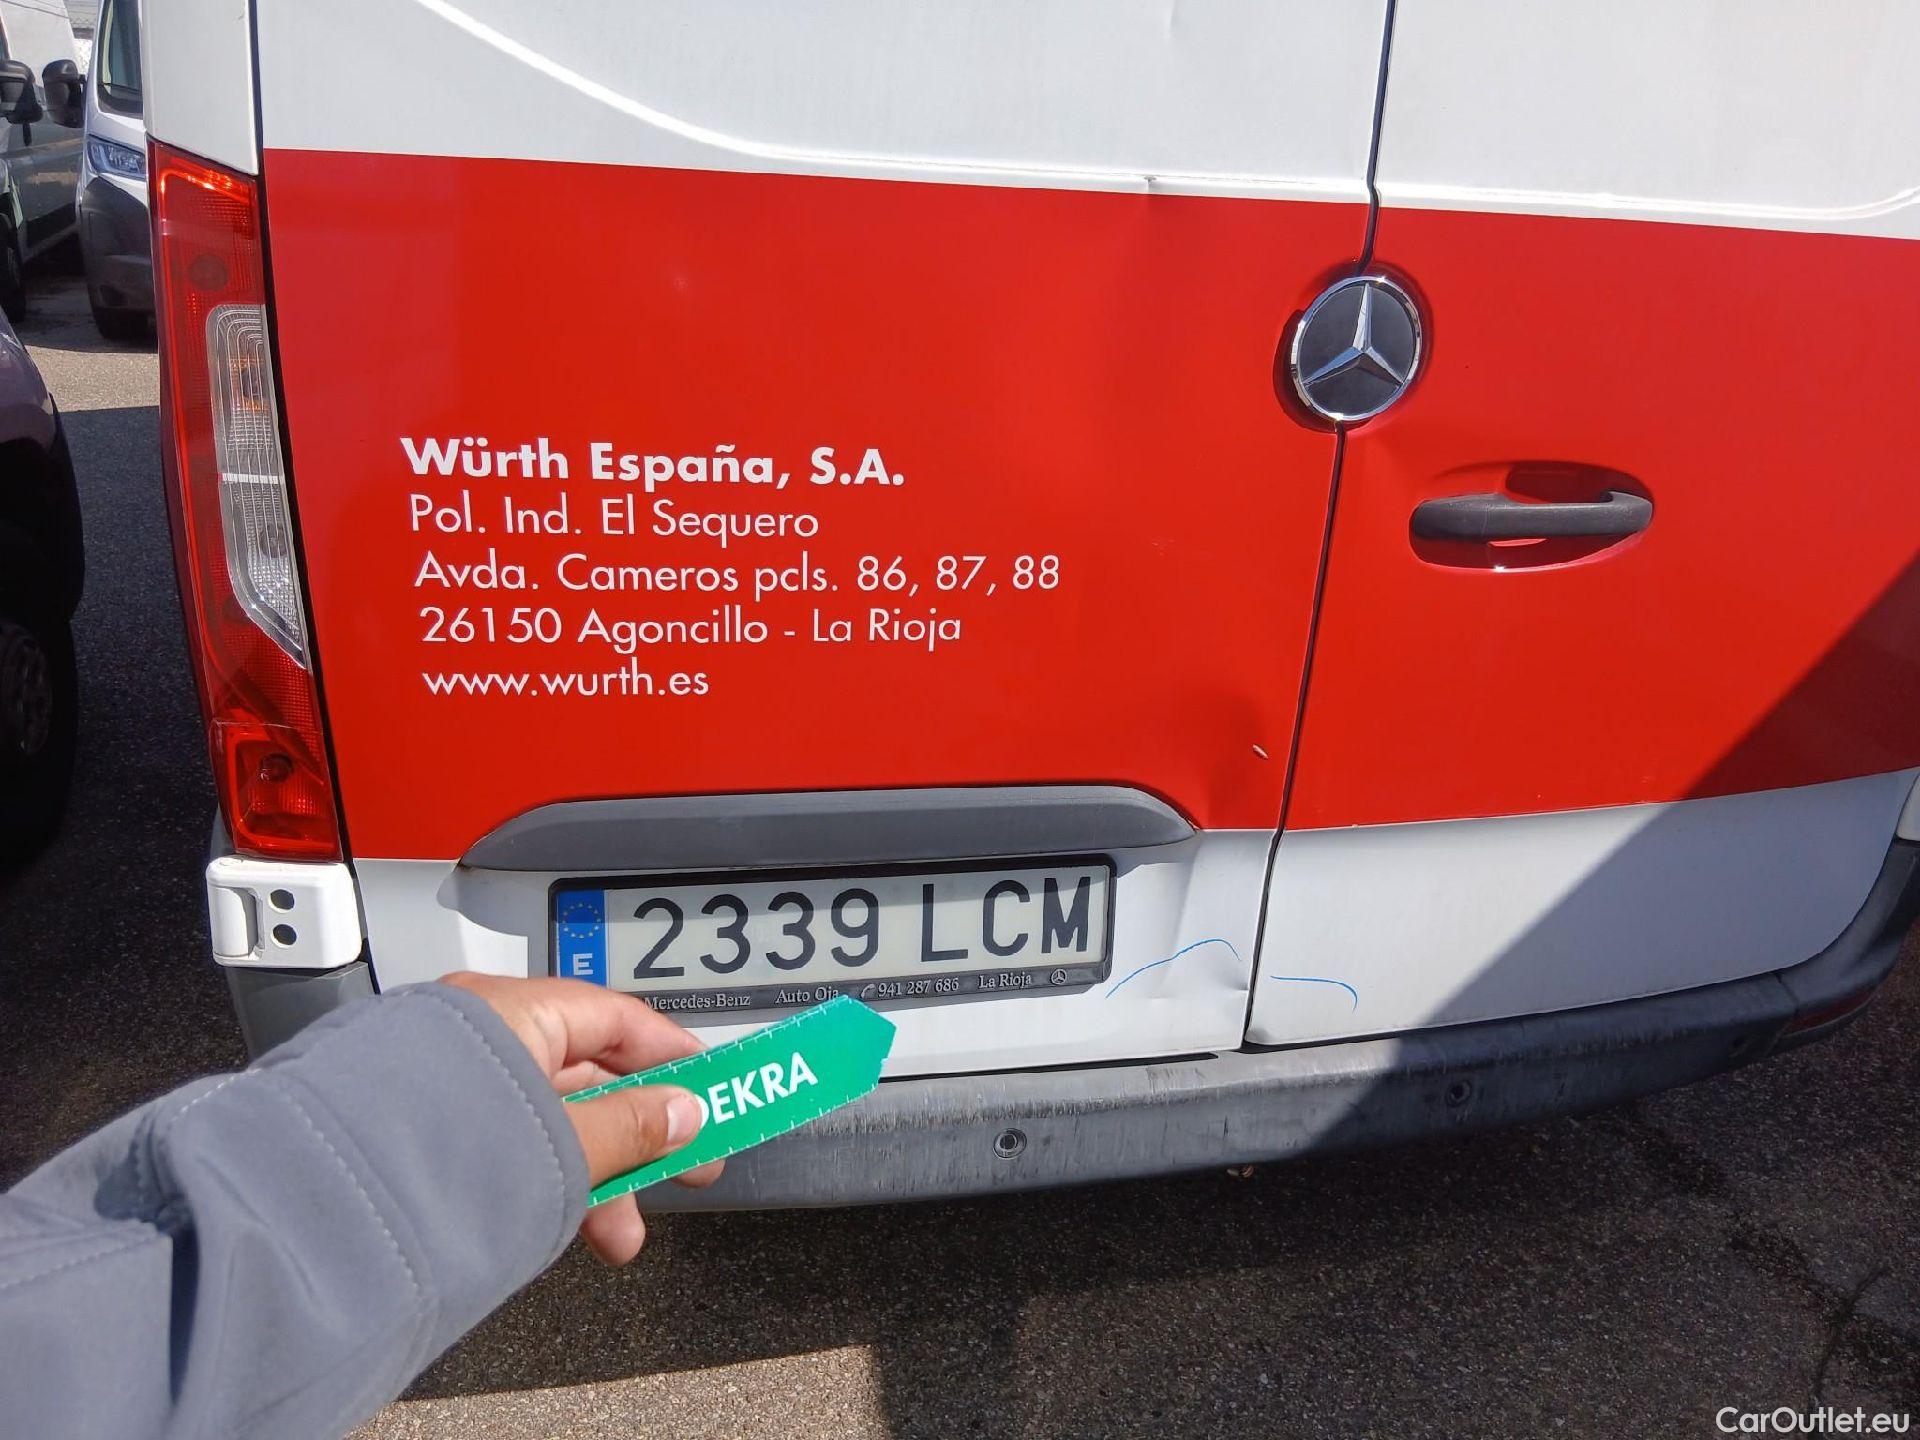 Würth España, S.A.
Pol. Ind. El Sequero
Avda. Cameros pcls. 86, 87, 88
26150 Agoncillo - La Rioja
www.wurth.es
E 2339 LCM
Mercedes-Benz Auto Oja 941 287 686 La Rioja
DEKRA
CarOutlet.eu